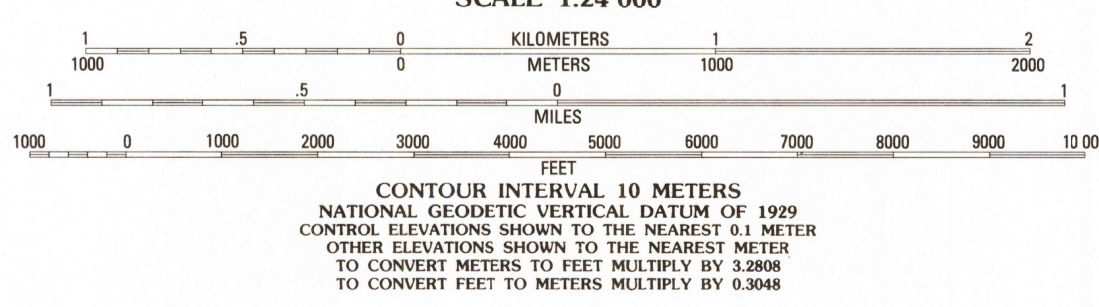 SCALE 1:24 000
1 .5 0 KILOMETERS 1 2
1000 0 METERS 1000 2000
1 .5 0 1
MILES
1000 0 1000 2000 3000 4000 5000 6000 7000 8000 9000 10 00
FEET
CONTOUR INTERVAL 10 METERS
NATIONAL GEODETIC VERTICAL DATUM OF 1929
CONTROL ELEVATIONS SHOWN TO THE NEAREST 0.1 METER
OTHER ELEVATIONS SHOWN TO THE NEAREST METER
TO CONVERT METERS TO FEET MULTIPLY BY 3.2808
TO CONVERT FEET TO METERS MULTIPLY BY 0.3048